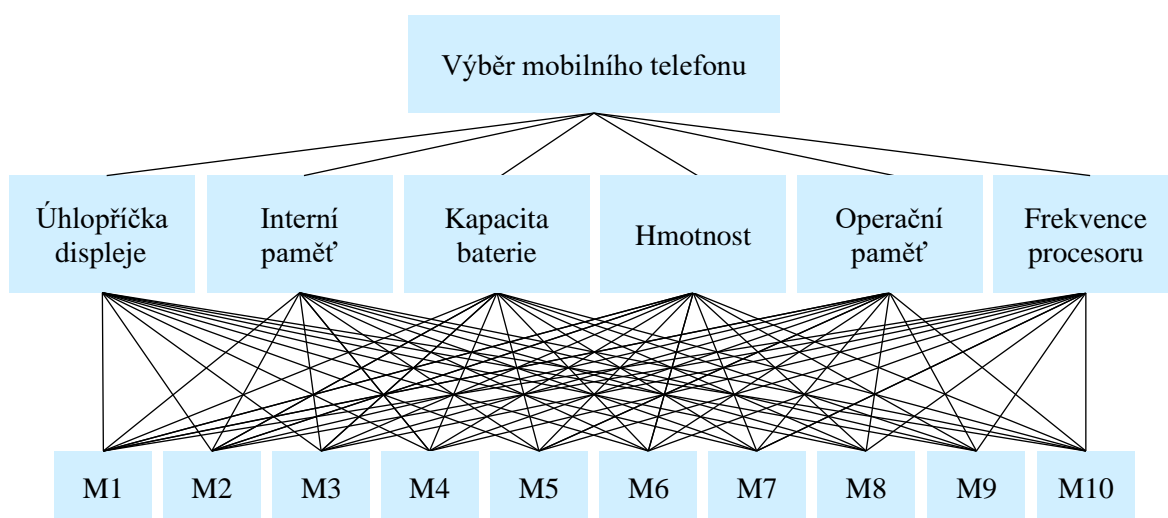 Výběr mobilního telefonu
Úhlopříčka
displeje
Interní
paměť
Kapacita
baterie
Hmotnost
Operační
paměť
Frekvence
procesoru
M1
M2
M3
M4
M5
M6
M7
M8
M9
M10